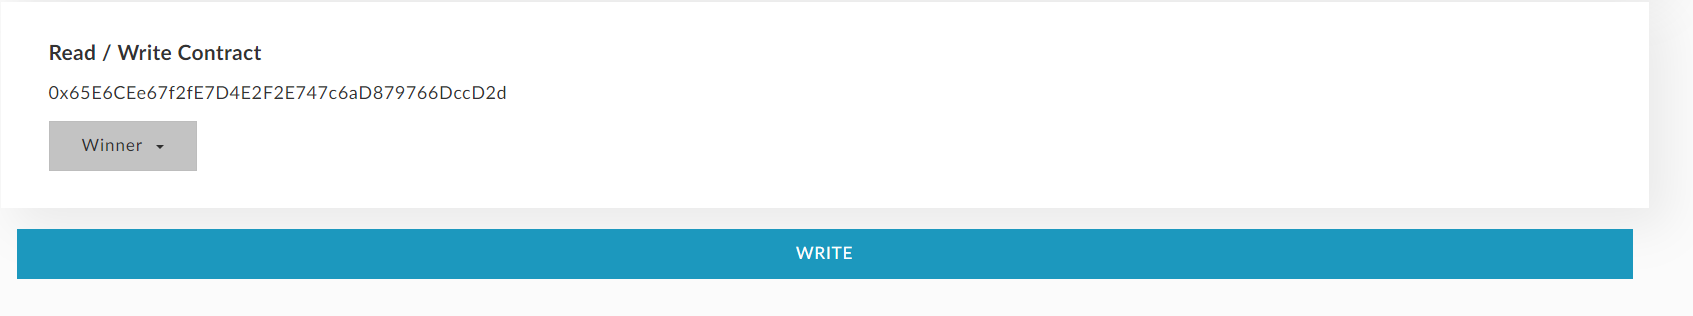 Read / Write Contract
0x65E6CEe67f2fE7D4E2F2E747c6aD879766DccD2d
Winner
WRITE